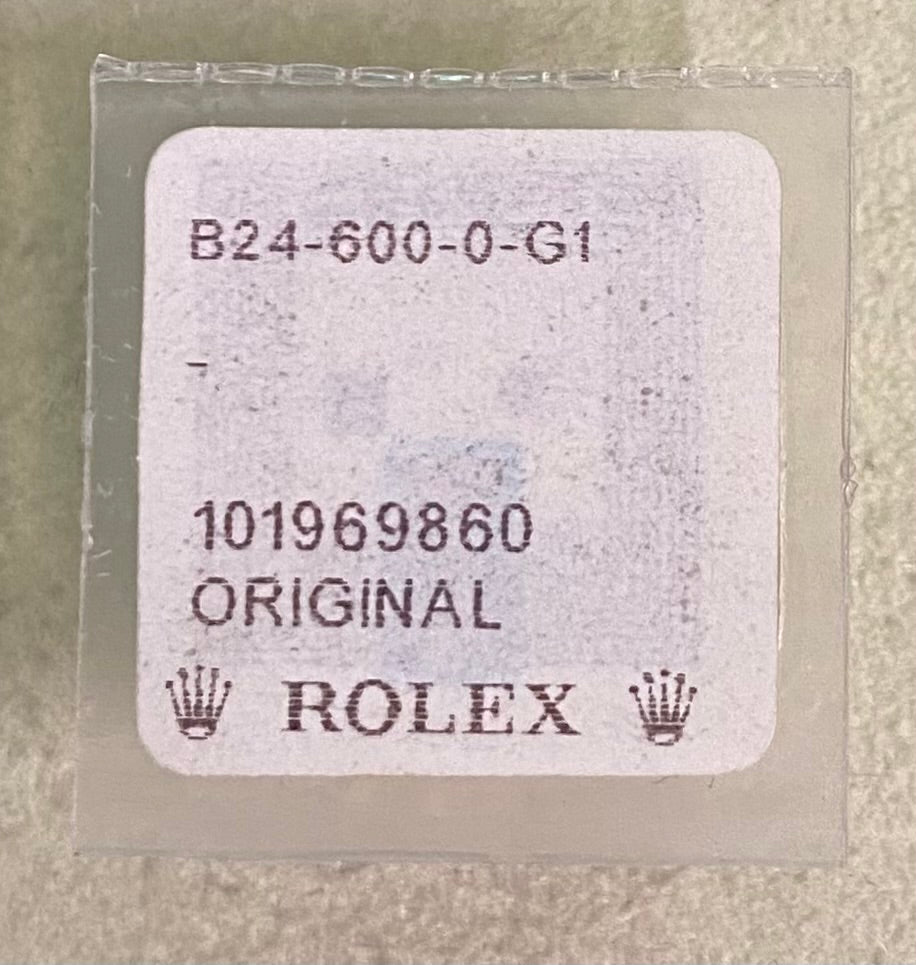 B24-600-0-G1
-
101969860
ORIGINAL
ROLEX